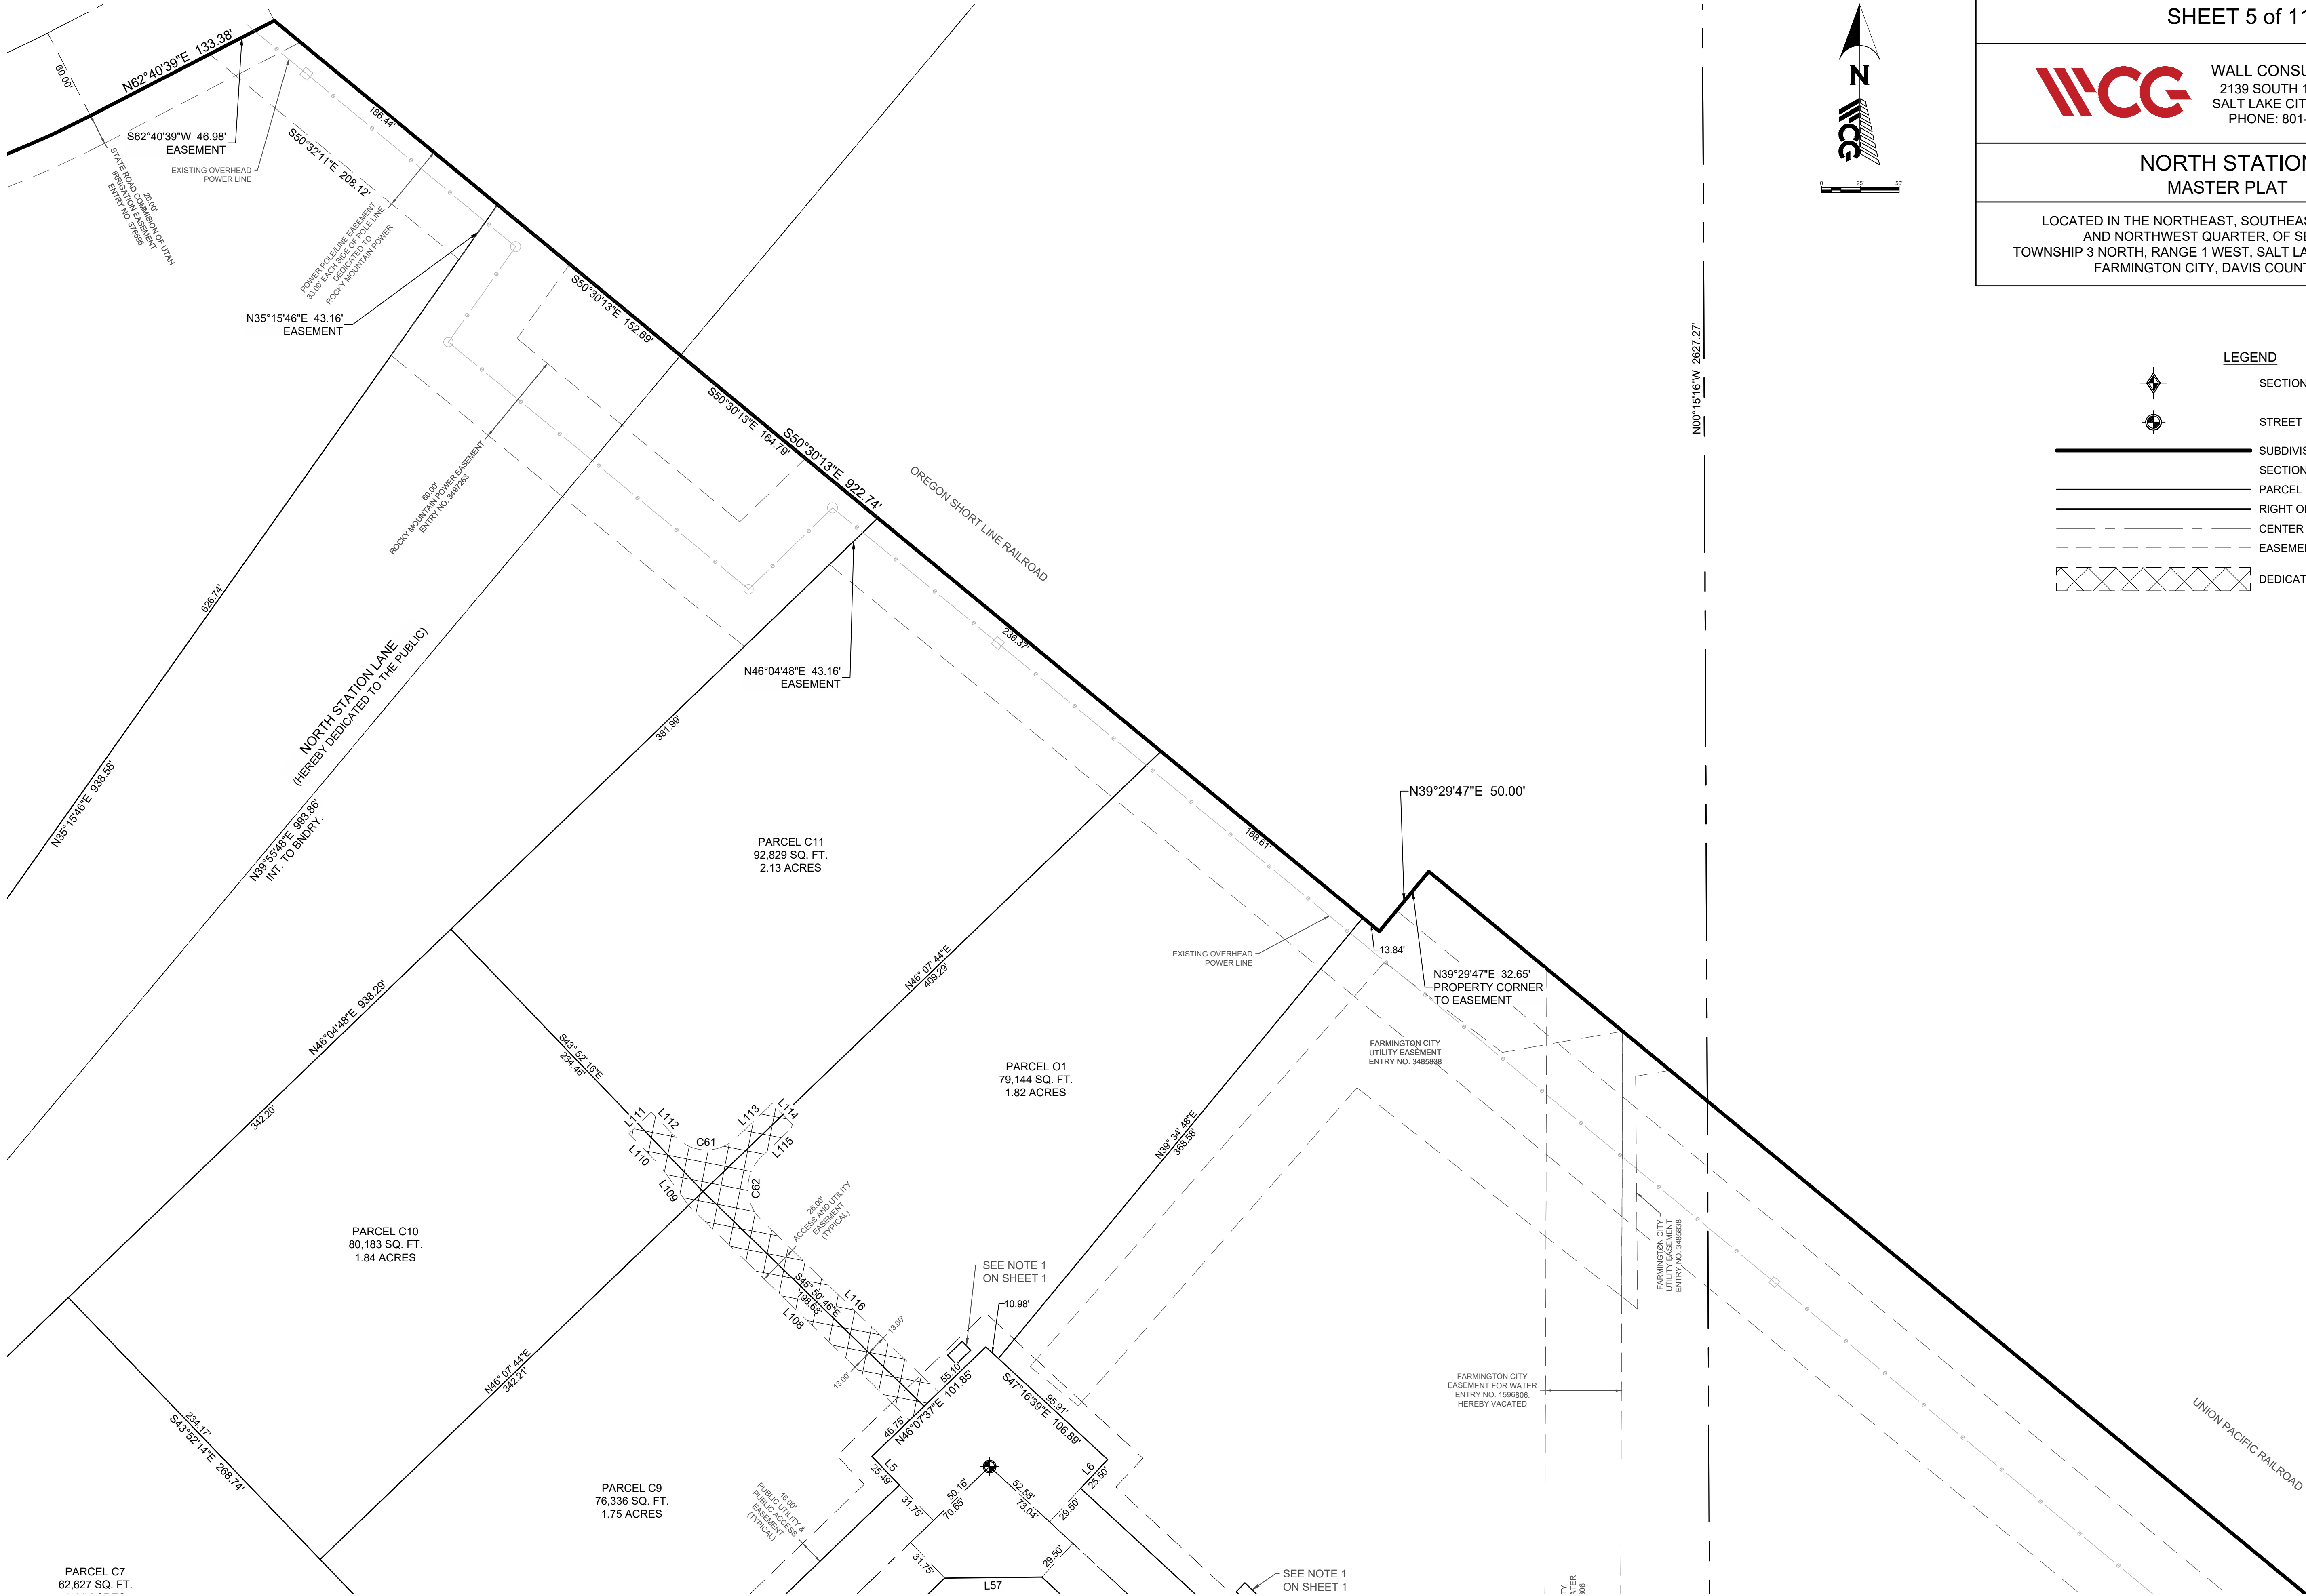 SHEET 5 of 11
WCG
WALL CONSU
2139 SOUTH 1
SALT LAKE CIT
PHONE: 801-
NORTH STATION
MASTER PLAT
LOCATED IN THE NORTHEAST, SOUTHEAS
AND NORTHWEST QUARTER, OF SE
TOWNSHIP 3 NORTH, RANGE 1 WEST, SALT LA
FARMINGTON CITY, DAVIS COUNT
N
WCG
0 25' 50'
LEGEND
SECTION
STREET
SUBDIVIS
SECTION
PARCEL
RIGHT O
CENTER
EASEME
DEDICAT
N62°40'39"E 133.38'
60.00'
S62°40'39"W 46.98'
EASEMENT
EXISTING OVERHEAD
POWER LINE
20.00'
STATE ROAD COMMISION OF UTAH
IRRIGATION EASEMENT
ENTRY NO. 376596
186.44'
S50°32'11"E 208.12'
POWER POLE/LINE EASEMENT
33.00' EACH SIDE OF POLE LINE
DEDICATED TO
ROCKY MOUNTAIN POWER
N35°15'46"E 43.16'
EASEMENT
S50°30'13"E 152.69'
S50°30'13"E 164.79'
S50°30'13"E 922.74'
60.00'
ROCKY MOUNTAIN POWER EASEMENT
ENTRY NO. 3497263
OREGON SHORT LINE RAILROAD
N00°15'16"W 2627.27'
626.74'
NORTH STATION LANE
(HEREBY DEDICATED TO THE PUBLIC)
N46°04'48"E 43.16'
EASEMENT
236.37'
381.99'
N35°15'46"E 938.58'
N39°55'48"E 993.86'
INT. TO BNDRY.
N39°29'47"E 50.00'
168.61'
PARCEL C11
92,829 SQ. FT.
2.13 ACRES
EXISTING OVERHEAD
POWER LINE
13.84'
N39°29'47"E 32.65'
PROPERTY CORNER
TO EASEMENT
N46° 07' 44"E
409.29'
N46°04'48"E 938.29'
S43° 52' 16"E
234.46'
FARMINGTON CITY
UTILITY EASEMENT
ENTRY NO. 3485838
PARCEL O1
79,144 SQ. FT.
1.82 ACRES
342.20'
L111
L112
L113
L114
C61
L115
L110
L109
C62
N39° 34' 48"E
368.58'
26.00'
ACCESS AND UTILITY
EASEMENT
(TYPICAL)
PARCEL C10
80,183 SQ. FT.
1.84 ACRES
FARMINGTON CITY
UTILITY EASEMENT
ENTRY NO. 3485838
SEE NOTE 1
ON SHEET 1
S45° 50' 46"E
198.68'
L116
L108
10.98'
13.00'
13.00'
N46° 07' 44"E
342.21'
55.10'
46.75'
N46°07'37"E 101.85'
95.91'
S47°16'39"E 106.89'
FARMINGTON CITY
EASEMENT FOR WATER
ENTRY NO. 1596806.
HEREBY VACATED
234.17'
S43°52'14"E 268.74'
L5
25.49'
L6
25.50'
UNION PACIFIC RAILROAD
PARCEL C9
76,336 SQ. FT.
1.75 ACRES
16.00'
PUBLIC UTILITY &
PUBLIC ACCESS
EASEMENT
(TYPICAL)
31.75'
50.16'
70.65'
52.58'
73.04'
29.50'
31.75'
29.50'
L57
PARCEL C7
62,627 SQ. FT.
SEE NOTE 1
ON SHEET 1